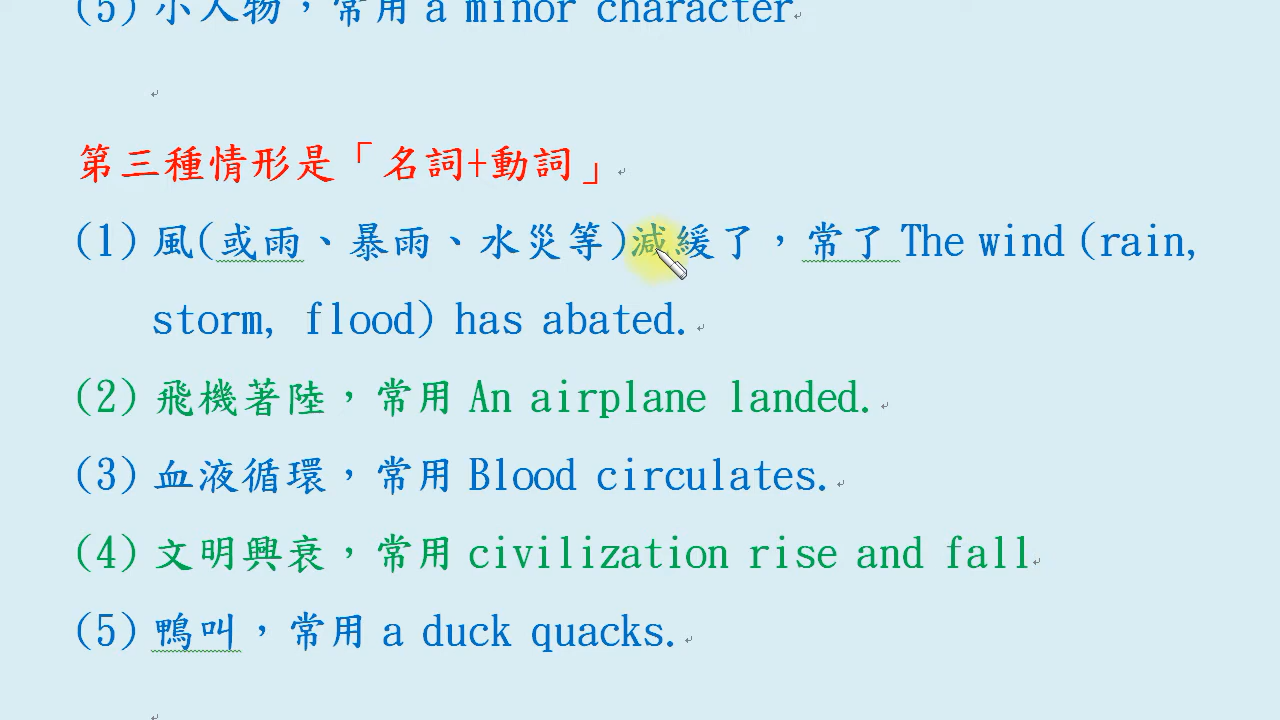 (5) 小人物，常用 a minor character
第三種情形是「名詞+動詞」
(1) 風(或雨、暴雨、水災等)減緩了，常了 The wind (rain,
storm, flood) has abated.
(2) 飛機著陸，常用 An airplane landed.
(3) 血液循環，常用 Blood circulates.
(4) 文明興衰，常用 civilization rise and fall
(5) 鴨叫，常用 a duck quacks.